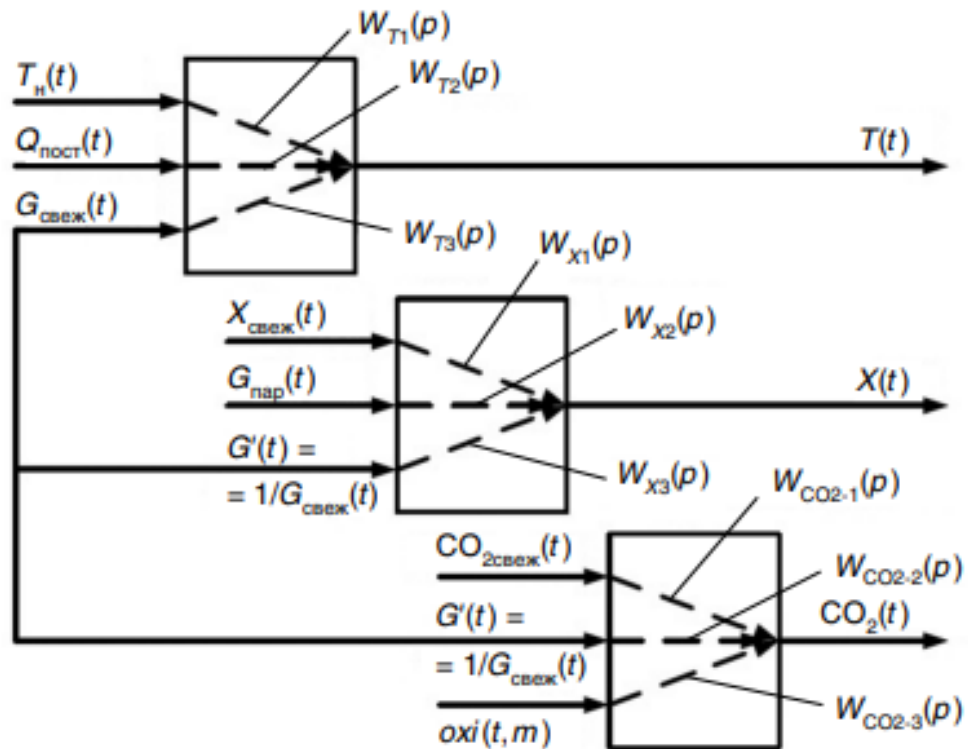 W_T1(p)
T_н(t)
W_T2(p)
Q_пост(t)
T(t)
G_свеж(t)
W_T3(p)
W_X1(p)
X_свеж(t)
W_X2(p)
G_пар(t)
X(t)
G′(t) =
= 1/G_свеж(t)
W_X3(p)
W_CO2-1(p)
CO_2свеж(t)
W_CO2-2(p)
G′(t) =
CO_2(t)
= 1/G_свеж(t)
oxi(t, m)
W_CO2-3(p)